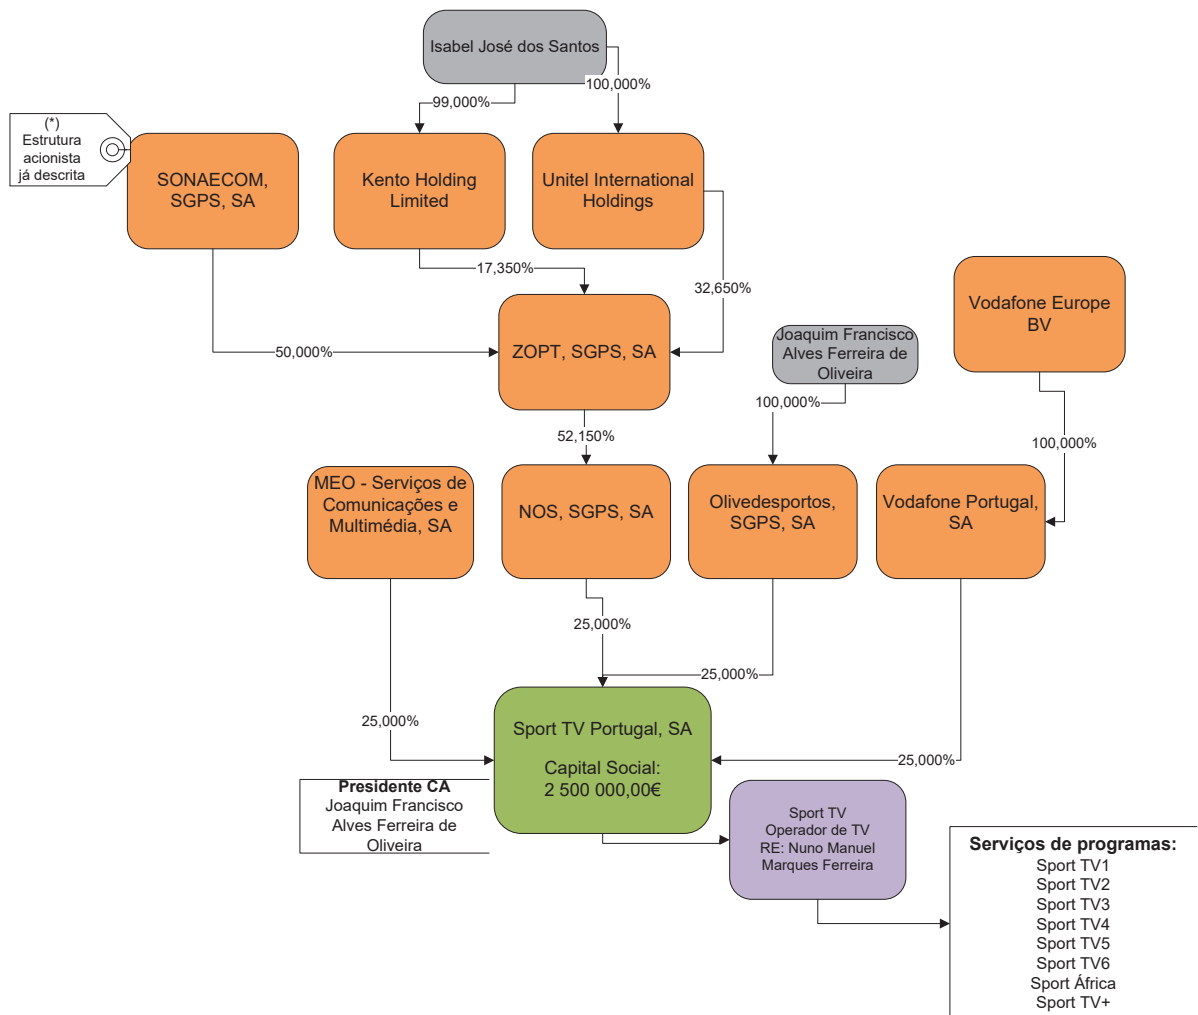 Isabel José dos Santos
100,000%
99,000%
(*)
Estrutura
acionista
já descrita
SONAECOM,
SGPS, SA
Kento Holding
Limited
Unitel International
Holdings
17,350%
32,650%
Vodafone Europe
BV
50,000%
ZOPT, SGPS, SA
Joaquim Francisco
Alves Ferreira de
Oliveira
100,000%
52,150%
100,000%
MEO - Serviços de
Comunicações e
Multimédia, SA
NOS, SGPS, SA
Olivedesportos,
SGPS, SA
Vodafone Portugal,
SA
25,000%
25,000%
25,000%
25,000%
Sport TV Portugal, SA
Capital Social:
2 500 000,00€
Presidente CA
Joaquim Francisco
Alves Ferreira de
Oliveira
Sport TV
Operador de TV
RE: Nuno Manuel
Marques Ferreira
Serviços de programas:
Sport TV1
Sport TV2
Sport TV3
Sport TV4
Sport TV5
Sport TV6
Sport África
Sport TV+